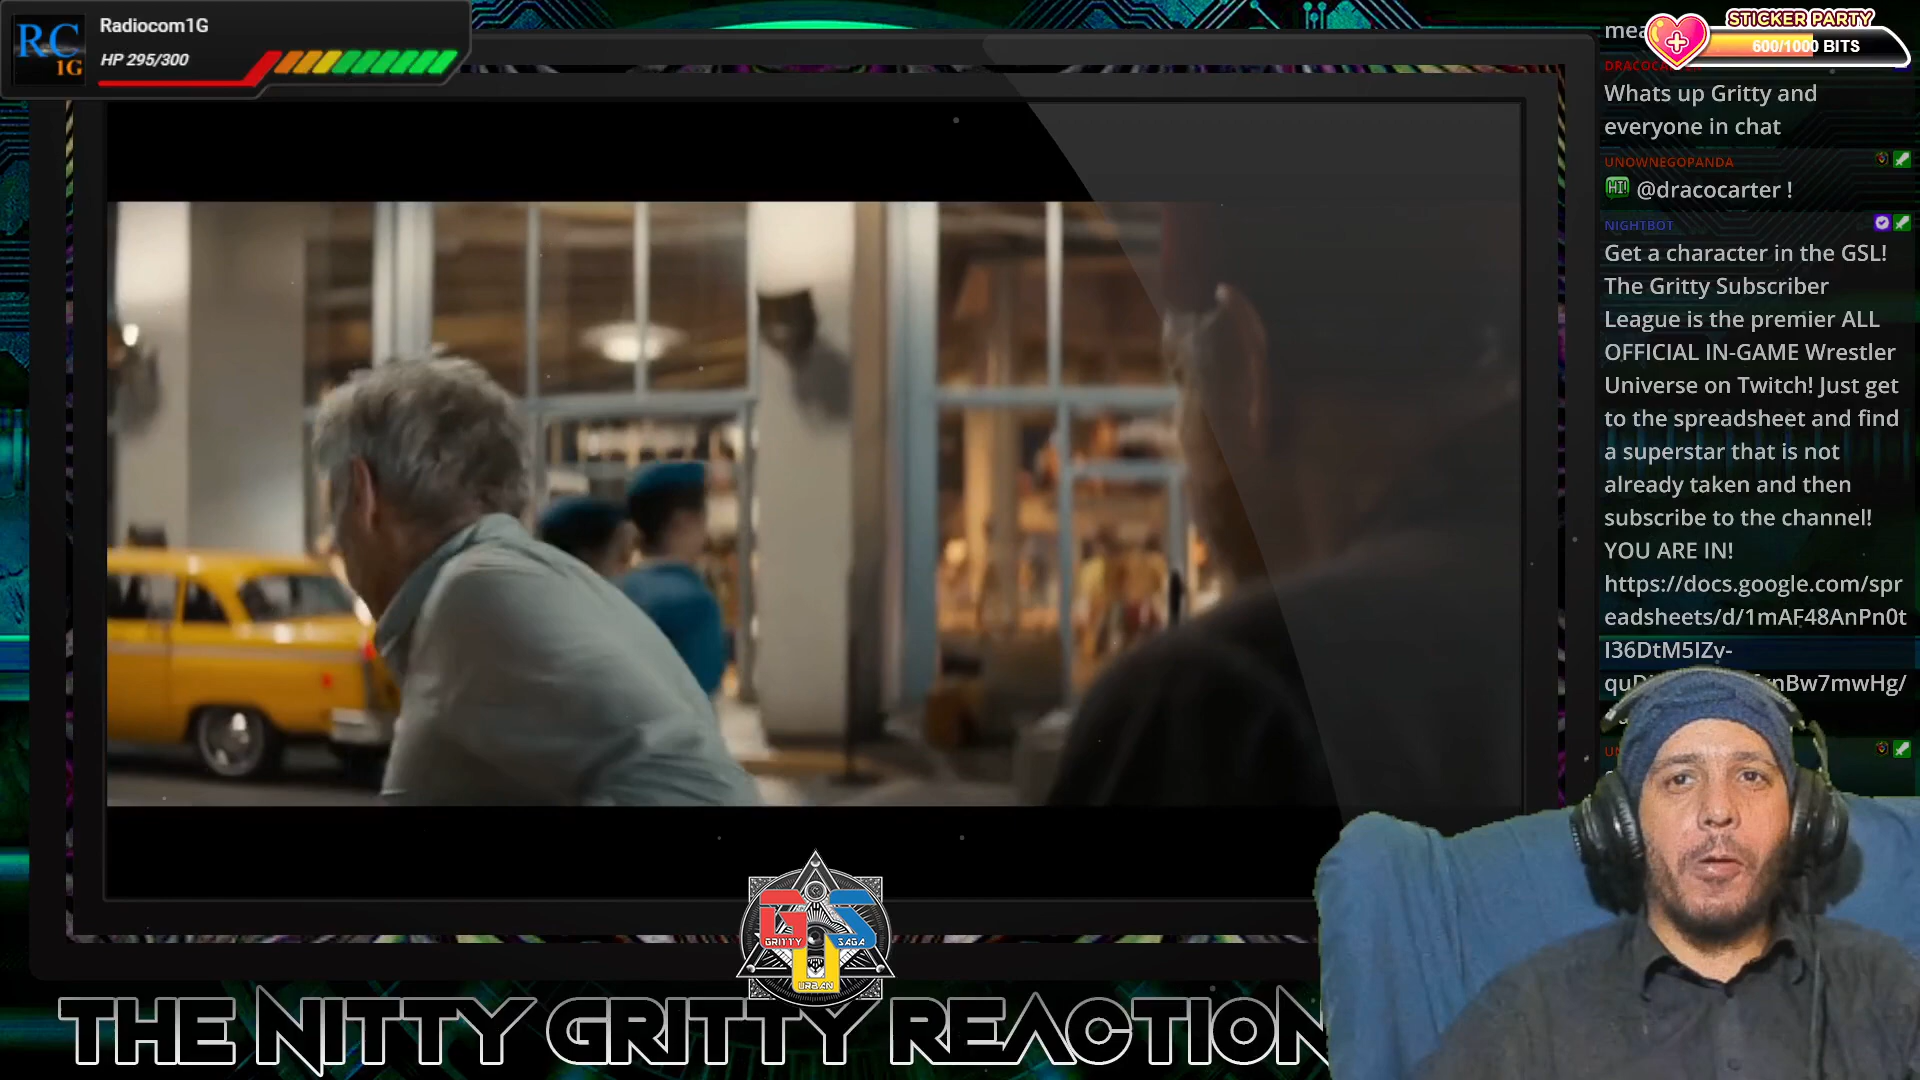 RC
1G
Radiocom1G
HP 295/300
STICKER PARTY
600/1000 BITS
Whats up Gritty and
everyone in chat
UNOWNEGOPANDA
HI! @dracocarter !
NIGHTBOT
Get a character in the GSL!
The Gritty Subscriber
League is the premier ALL
OFFICIAL IN-GAME Wrestler
Universe on Twitch! Just get
to the spreadsheet and find
a superstar that is not
already taken and then
subscribe to the channel!
YOU ARE IN!
https://docs.google.com/spr
eadsheets/d/1mAF48AnPn0t
I36DtM5IZv-
G S
GRITTY SAGA
U
URBAN
THE NITTY GRITTY REACTION